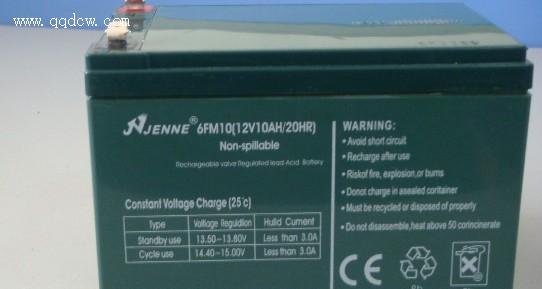 www.qqdcw.com
JENNE® 6FM10(12V10AH/20HR)
Non-spillable
Rechargeable valve Regulated lead Acid Battery
Constant Voltage Charge (25℃)
Type Voltage Reguldlion Hulid Cument
Standby use 13.50—13.80V Less than 3.0A
Cycle use 14.40—15.00V Less than 3.0A
WARNING:
• Avoid short circuit
• Recharge after use
• Riskof fire, explosion,or burns
• Donot charge in asealed container
• Must be recycled or disposed of properly
• Do not disassemble,heat above 50 corincinerate
CE